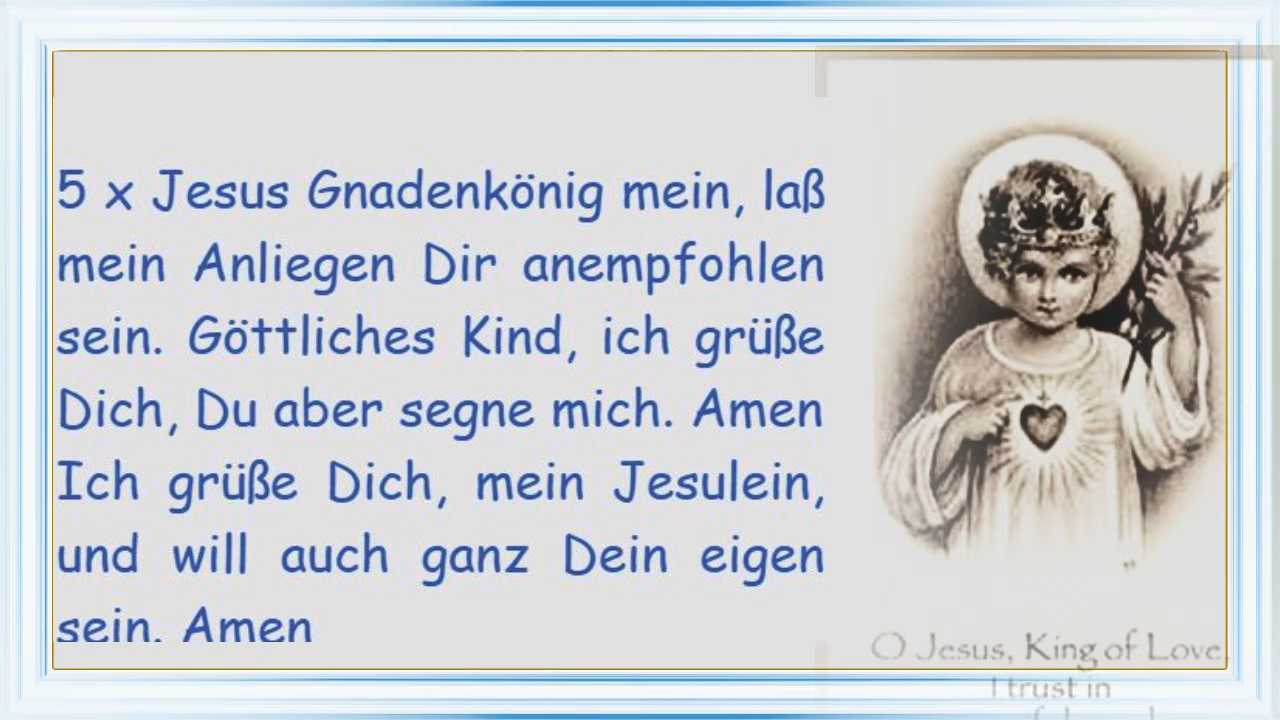 5 x Jesus Gnadenkönig mein, laß
mein Anliegen Dir anempfohlen
sein. Göttliches Kind, ich grüße
Dich, Du aber segne mich. Amen
Ich grüße Dich, mein Jesulein,
und will auch ganz Dein eigen
sein. Amen
O Jesus, King of Love,
I trust in